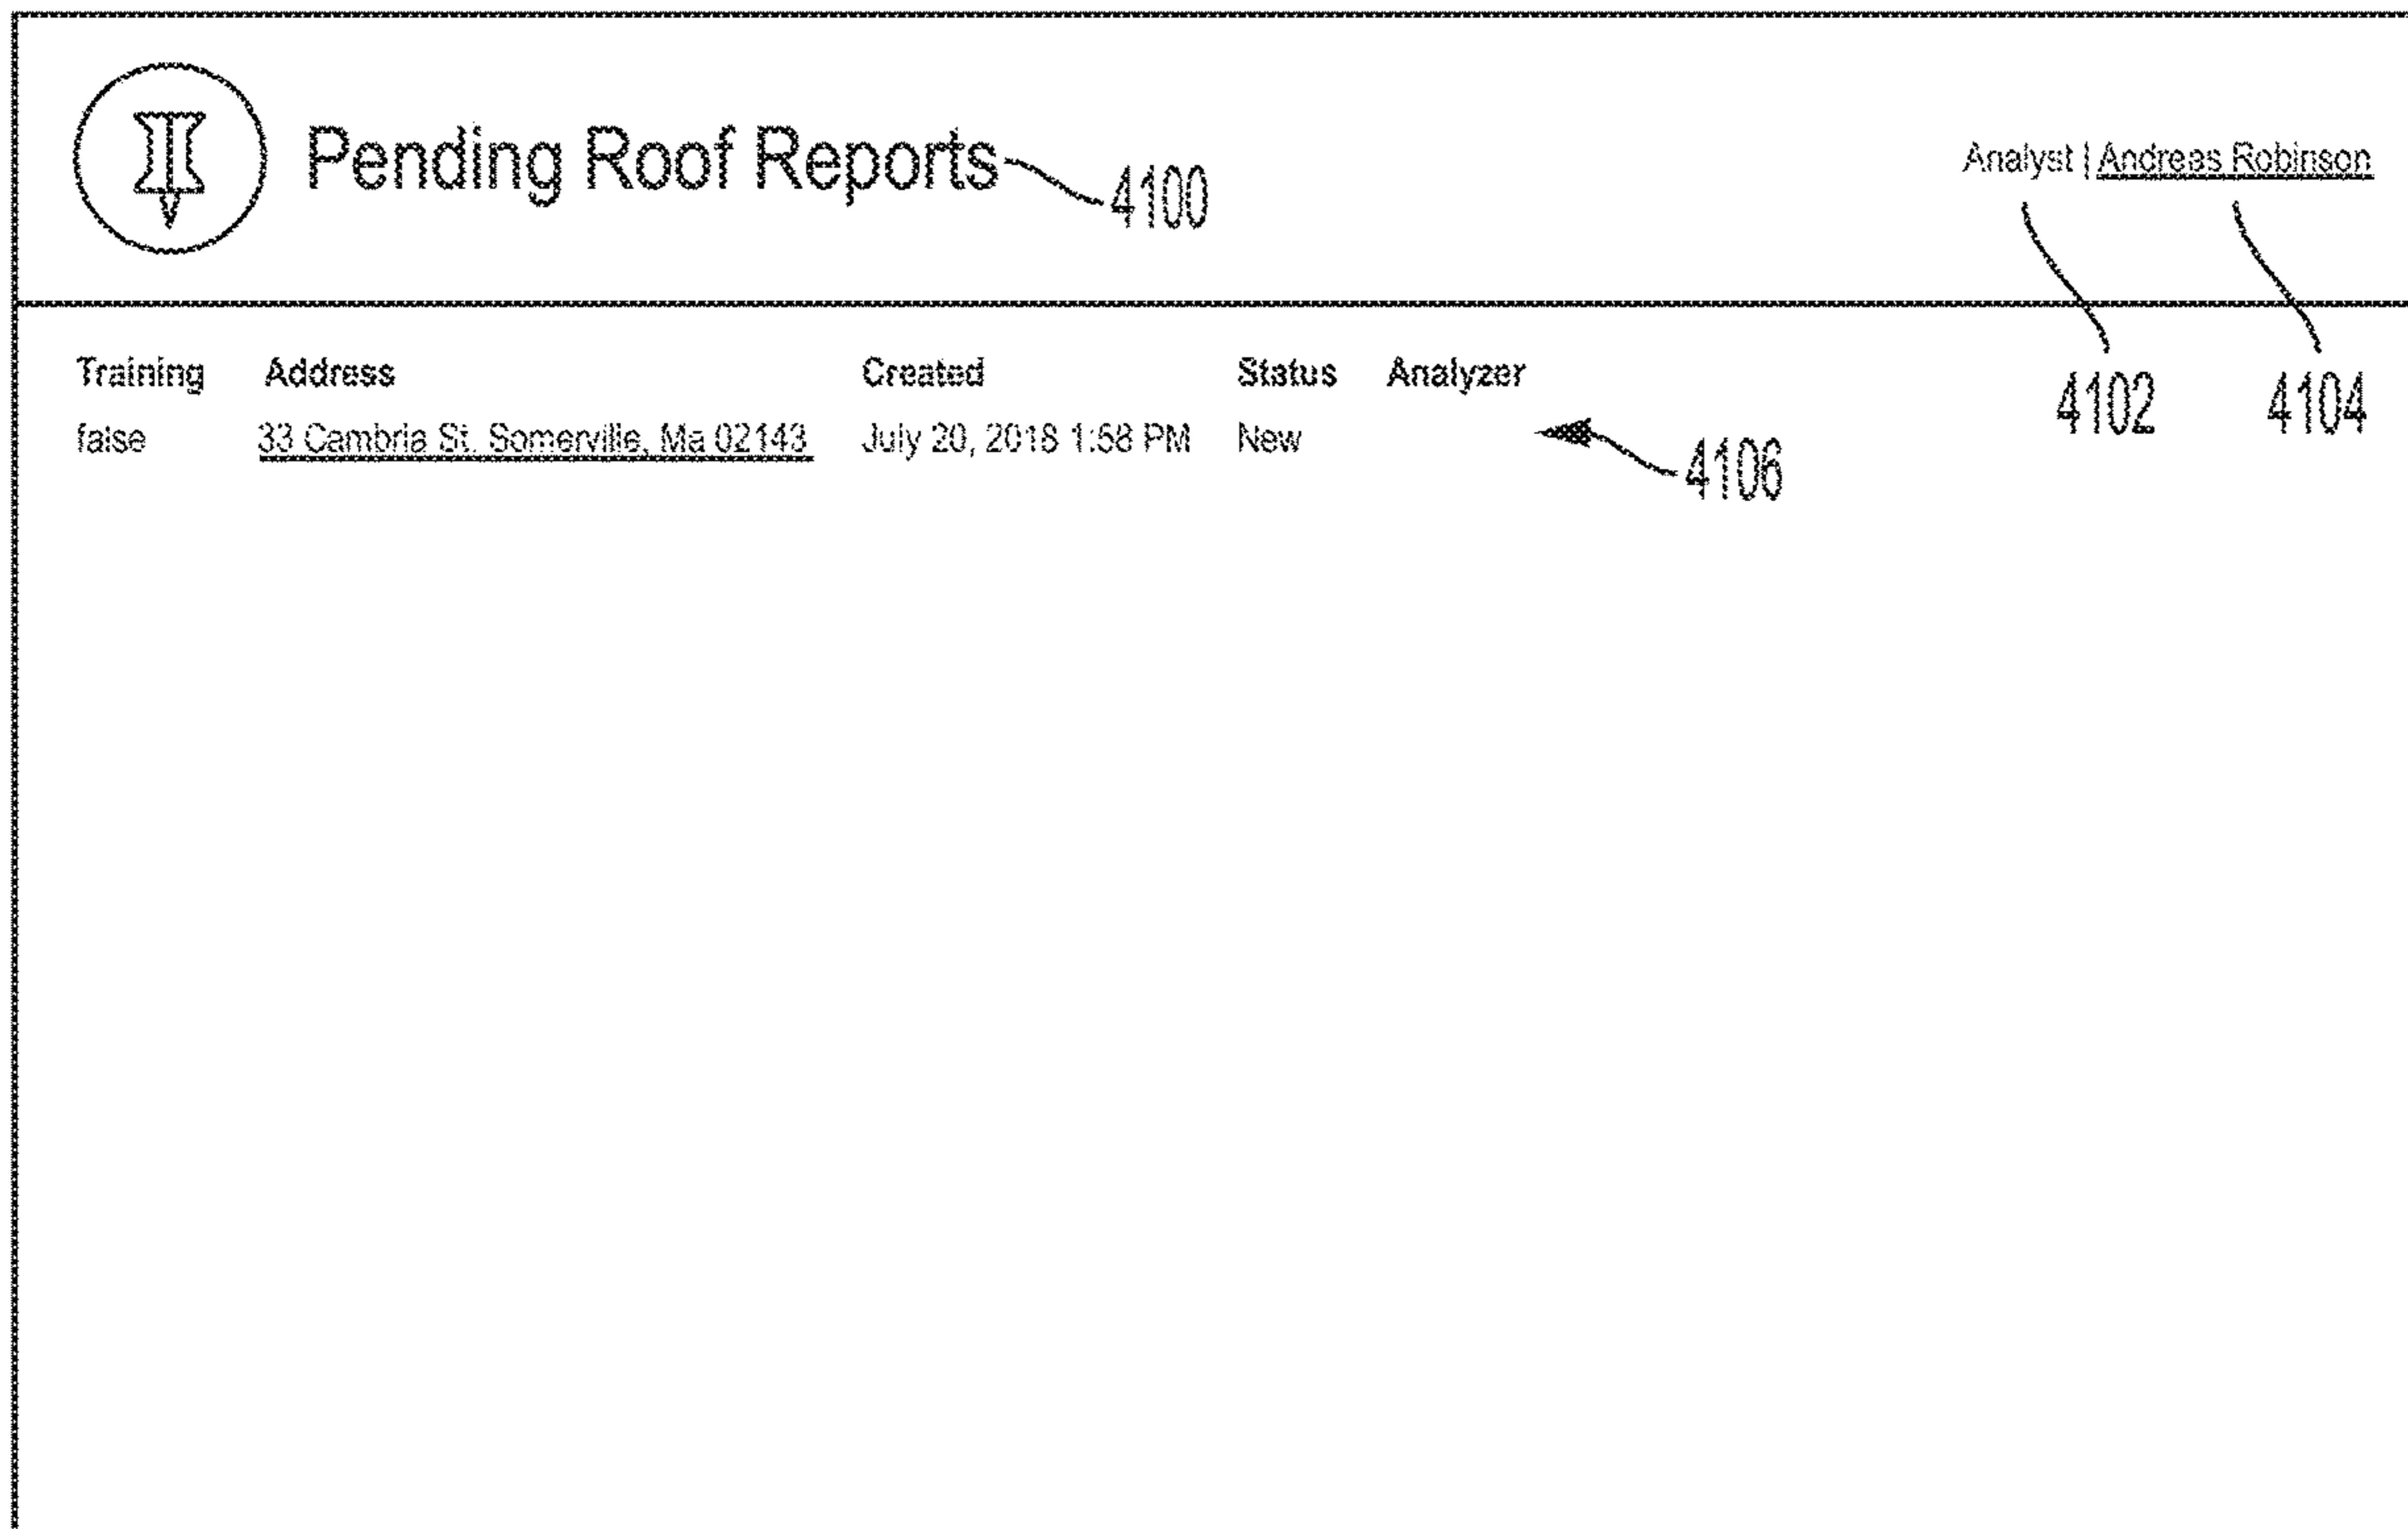 Pending Roof Reports 4100
Analyst | Andreas Robinson
4102 4104
Training Address Created Status Analyzer
false 33 Cambria St. Somerville, Ma 02143 July 20, 2018 1:58 PM New
4106